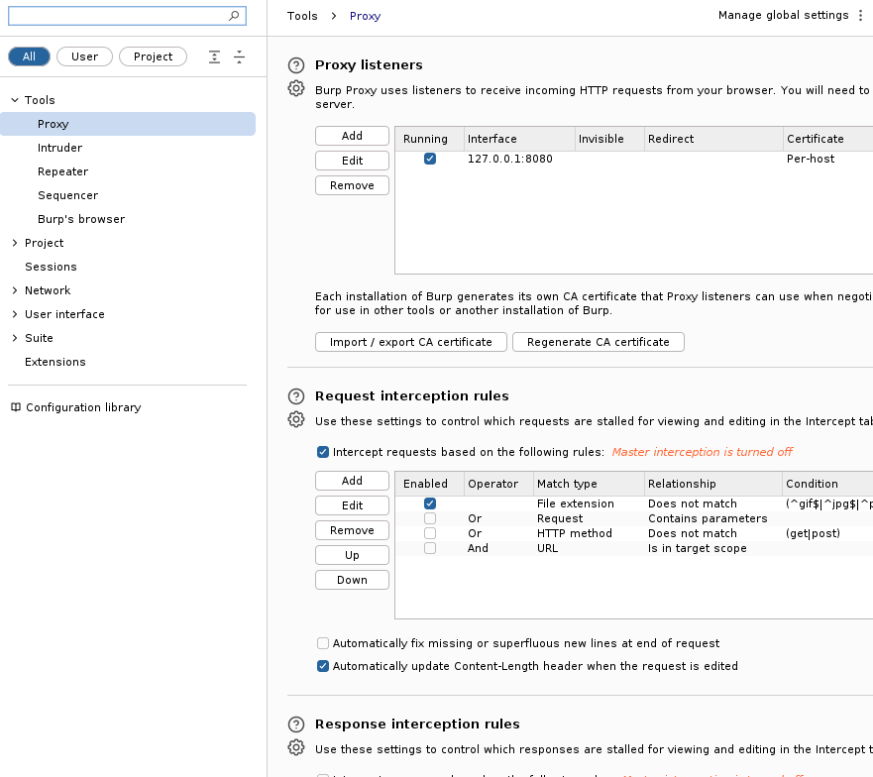 Tools > Proxy
Manage global settings
All User Project
Tools
Proxy
Intruder
Repeater
Sequencer
Burp's browser
Project
Sessions
Network
User interface
Suite
Extensions
Configuration library
Proxy listeners
Burp Proxy uses listeners to receive incoming HTTP requests from your browser. You will need to
server.
Add
Edit
Remove
Running Interface Invisible Redirect Certificate
127.0.0.1:8080 Per-host
Each installation of Burp generates its own CA certificate that Proxy listeners can use when negoti
for use in other tools or another installation of Burp.
Import / export CA certificate Regenerate CA certificate
Request interception rules
Use these settings to control which requests are stalled for viewing and editing in the Intercept tab
Intercept requests based on the following rules: Master interception is turned off
Add
Edit
Remove
Up
Down
Enabled Operator Match type Relationship Condition
File extension Does not match (^gif$|^jpg$|^p
Or Request Contains parameters
Or HTTP method Does not match (get|post)
And URL Is in target scope
Automatically fix missing or superfluous new lines at end of request
Automatically update Content-Length header when the request is edited
Response interception rules
Use these settings to control which responses are stalled for viewing and editing in the Intercept t